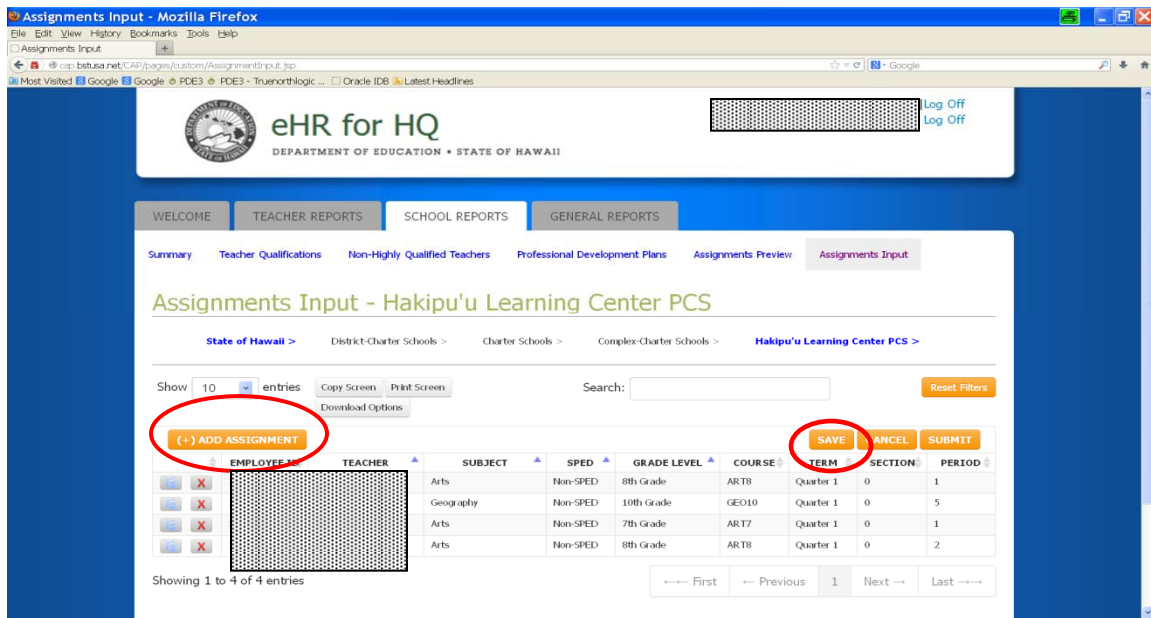 Assignments Input - Mozilla Firefox
File Edit View History Bookmarks Tools Help
Assignments Input +
cap.bstusa.net/CAP/pages/custom/AssignmentInput.jsp Google
Most Visited Google Google PDE3 PDE3 - Truenorthlogic ... Oracle IDB Latest Headlines
Log Off
Log Off
eHR for HQ
DEPARTMENT OF EDUCATION • STATE OF HAWAII
WELCOME TEACHER REPORTS SCHOOL REPORTS GENERAL REPORTS
Summary Teacher Qualifications Non-Highly Qualified Teachers Professional Development Plans Assignments Preview Assignments Input
Assignments Input - Hakipu'u Learning Center PCS
State of Hawaii > District-Charter Schools > Charter Schools > Complex-Charter Schools > Hakipu'u Learning Center PCS >
Show 10 entries Copy Screen Print Screen Search: Reset Filters
Download Options
(+) ADD ASSIGNMENT SAVE CANCEL SUBMIT
EMPLOYEE ID TEACHER SUBJECT SPED GRADE LEVEL COURSE TERM SECTION PERIOD
X Arts Non-SPED 8th Grade ART8 Quarter 1 0 1
X Geography Non-SPED 10th Grade GEO10 Quarter 1 0 5
X Arts Non-SPED 7th Grade ART7 Quarter 1 0 1
X Arts Non-SPED 8th Grade ART8 Quarter 1 0 2
Showing 1 to 4 of 4 entries ←← First ← Previous 1 Next → Last →→